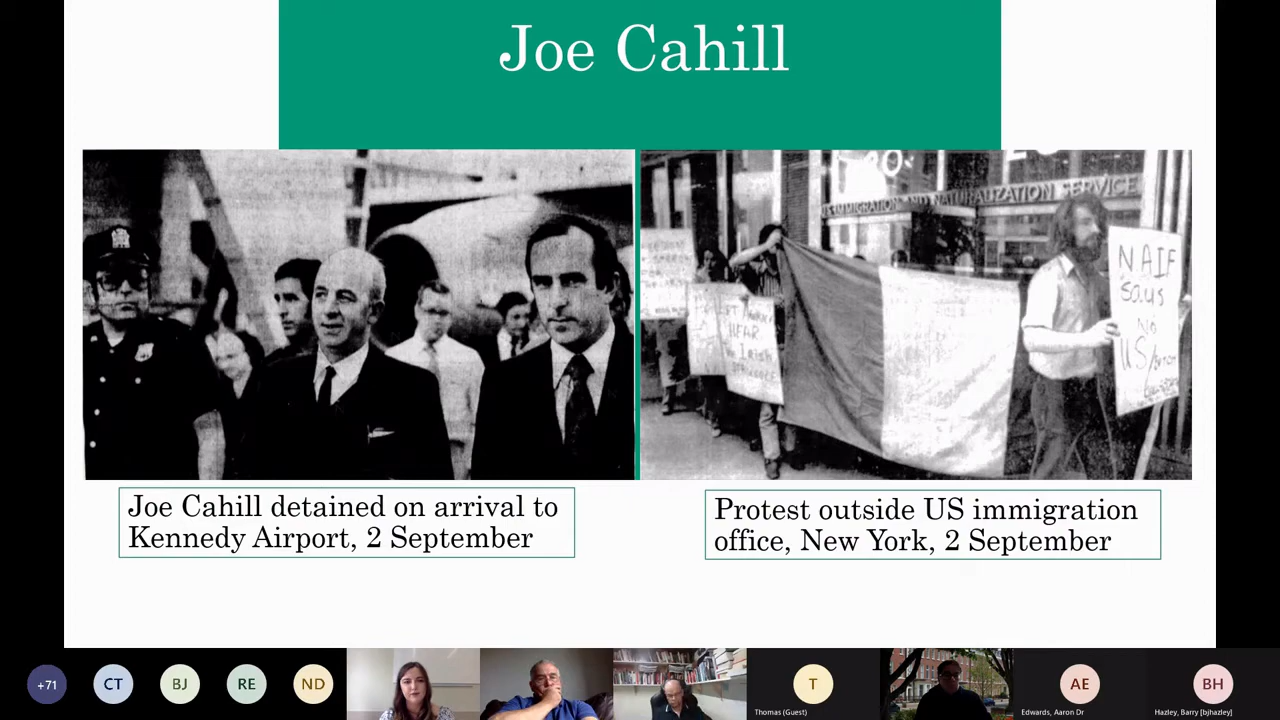 Joe Cahill
IMMIGRATION AND NATURALIZATION SERVICE
NAIF
says
NO
US/
HEAR
Irish
Joe Cahill detained on arrival to
Kennedy Airport, 2 September
Protest outside US immigration
office, New York, 2 September
+71
CT
BJ
RE
ND
T
Thomas (Guest)
AE
Edwards, Aaron Dr
BH
Hazley, Barry [bjhazley]